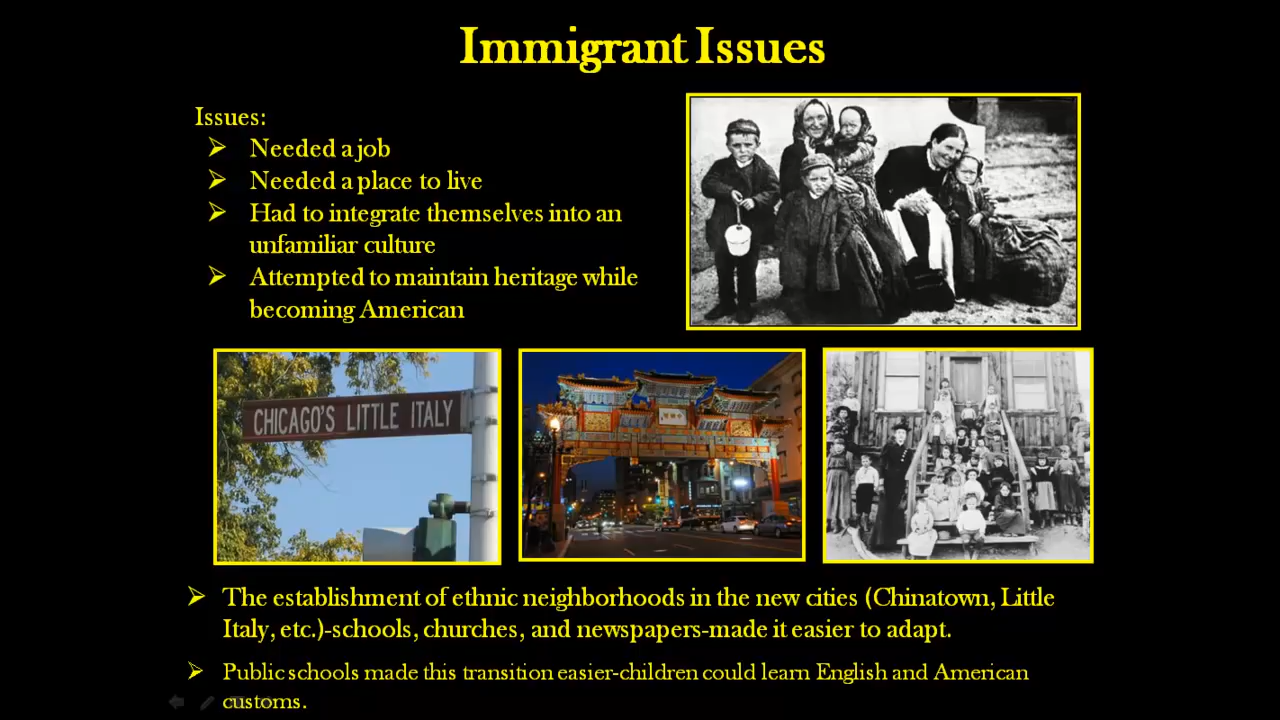 Immigrant Issues
Issues:
Needed a job
Needed a place to live
Had to integrate themselves into an
unfamiliar culture
Attempted to maintain heritage while
becoming American
CHICAGO'S LITTLE ITALY
The establishment of ethnic neighborhoods in the new cities (Chinatown, Little
Italy, etc.)-schools, churches, and newspapers-made it easier to adapt.
Public schools made this transition easier-children could learn English and American
customs.